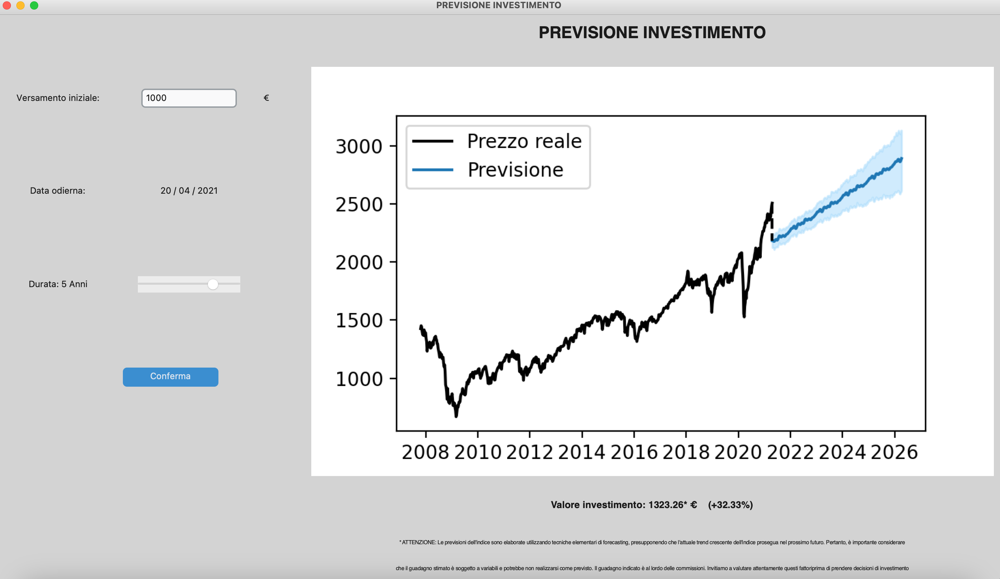 PREVISIONE INVESTIMENTO
PREVISIONE INVESTIMENTO
Versamento iniziale: 1000 €
Data odierna: 20 / 04 / 2021
Durata: 5 Anni
Conferma
Prezzo reale
Previsione
3000
2500
2000
1500
1000
2008 2010 2012 2014 2016 2018 2020 2022 2024 2026
Valore investimento: 1323.26* € (+32.33%)
* ATTENZIONE: Le previsioni dell'indice sono elaborate utilizzando tecniche elementari di forecasting, presupponendo che l'attuale trend crescente dell'indice prosegua nel prossimo futuro. Pertanto, è importante considerare
che il guadagno stimato è soggetto a variabili e potrebbe non realizzarsi come previsto. Il guadagno indicato è al lordo delle commissioni. Invitiamo a valutare attentamente questi fattoriprima di prendere decisioni di investimento